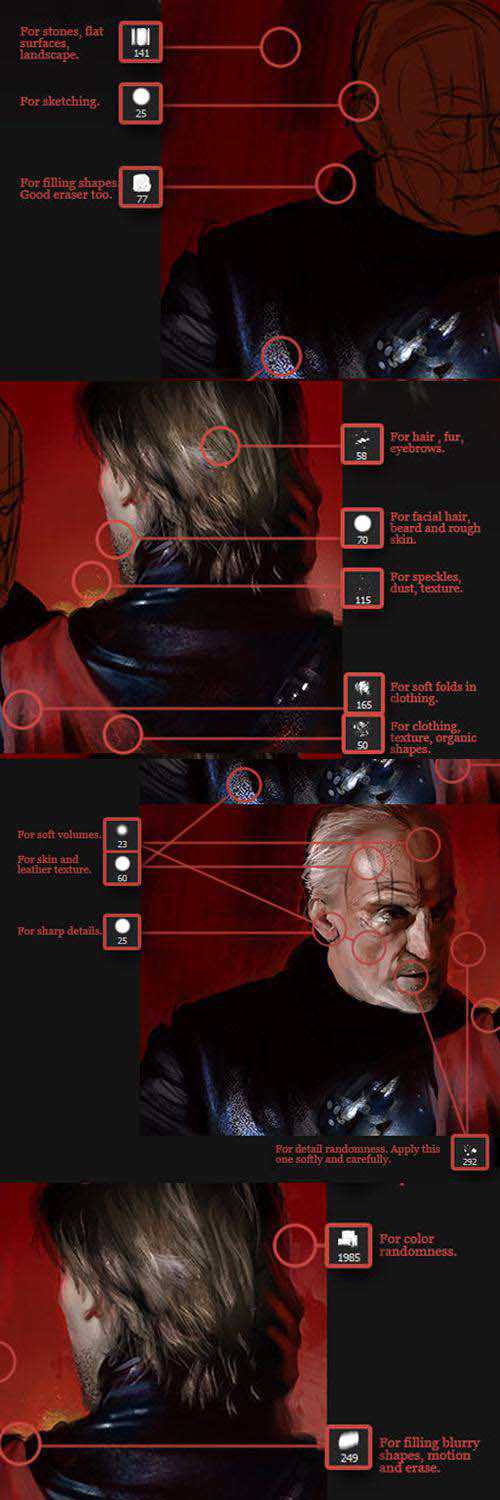 For stones, flat
surfaces,
landscape.
141
For sketching.
25
For filling shapes
Good eraser too.
77
58
For hair , fur,
eyebrows.
70
For facial hair,
beard and rough
skin.
115
For speckles,
dust, texture.
165
For soft folds in
clothing.
50
For clothing,
texture, organic
shapes.
For soft volumes.
23
For skin and
leather texture.
60
For sharp details.
25
For detail randomness. Apply this
one softly and carefully.
292
1985
For color
randomness.
249
For filling blurry
shapes, motion
and erase.